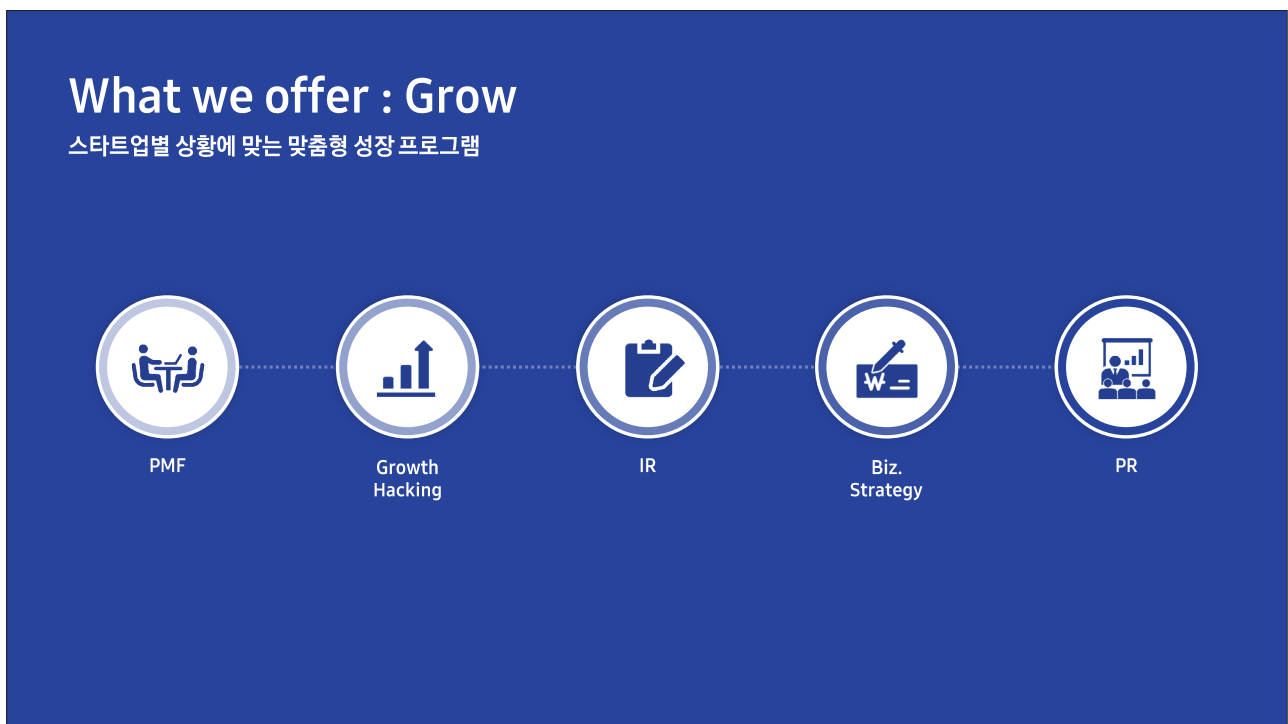 What we offer : Grow
스타트업별 상황에 맞는 맞춤형 성장 프로그램
₩
PMF
Growth
Hacking
IR
Biz.
Strategy
PR